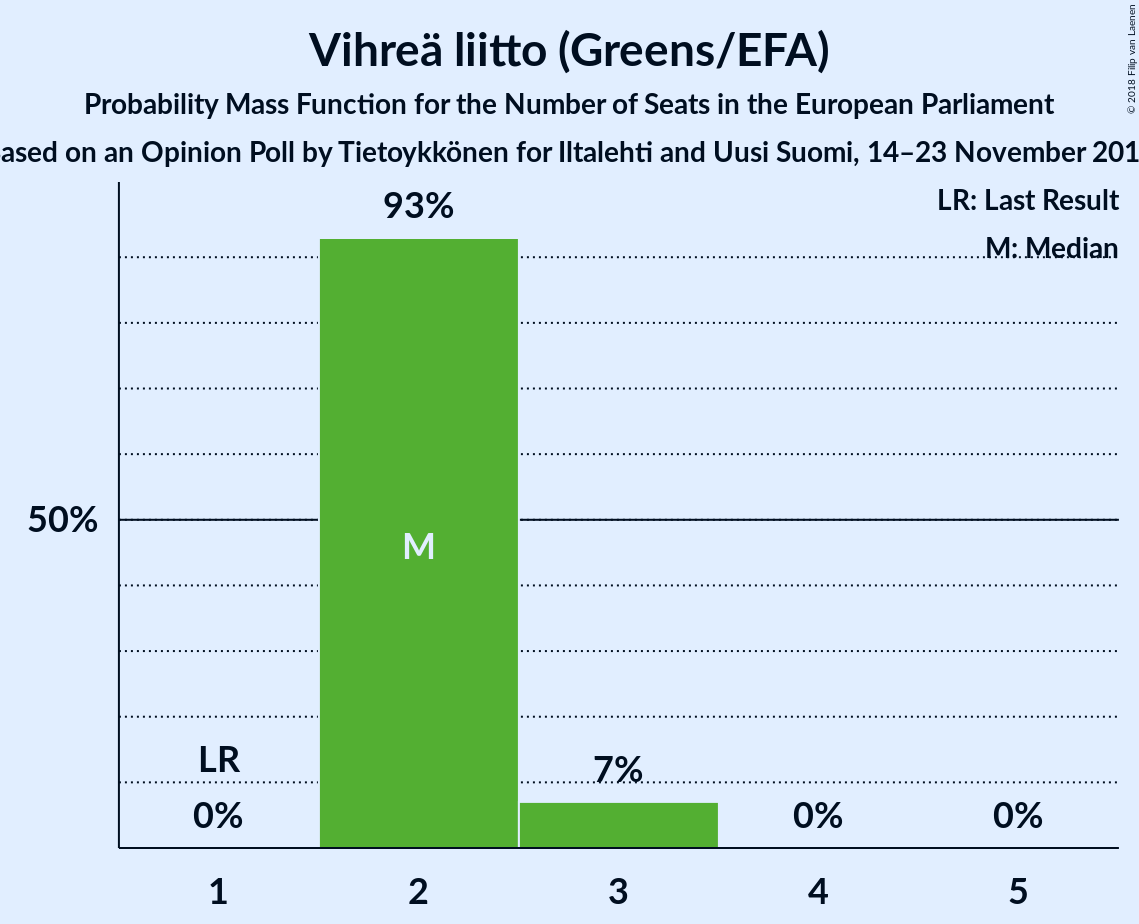 Vihreä liitto (Greens/EFA)
Probability Mass Function for the Number of Seats in the European Parliament
ased on an Opinion Poll by Tietoykkönen for Iltalehti and Uusi Suomi, 14–23 November 201
© 2018 Filip van Laenen
LR: Last Result
M: Median
93%
50%
M
LR
7%
0%
0%
0%
1
2
3
4
5